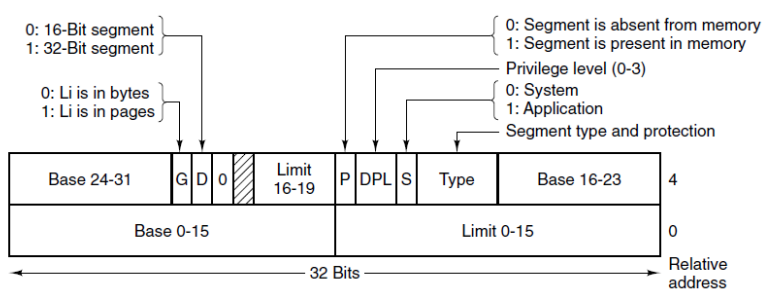 0: 16-Bit segment
1: 32-Bit segment
0: Segment is absent from memory
1: Segment is present in memory
Privilege level (0-3)
0: Li is in bytes
1: Li is in pages
0: System
1: Application
Segment type and protection
Base 24-31 G D 0 Limit 16-19 P DPL S Type Base 16-23 4
Base 0-15 Limit 0-15 0
32 Bits
Relative
address